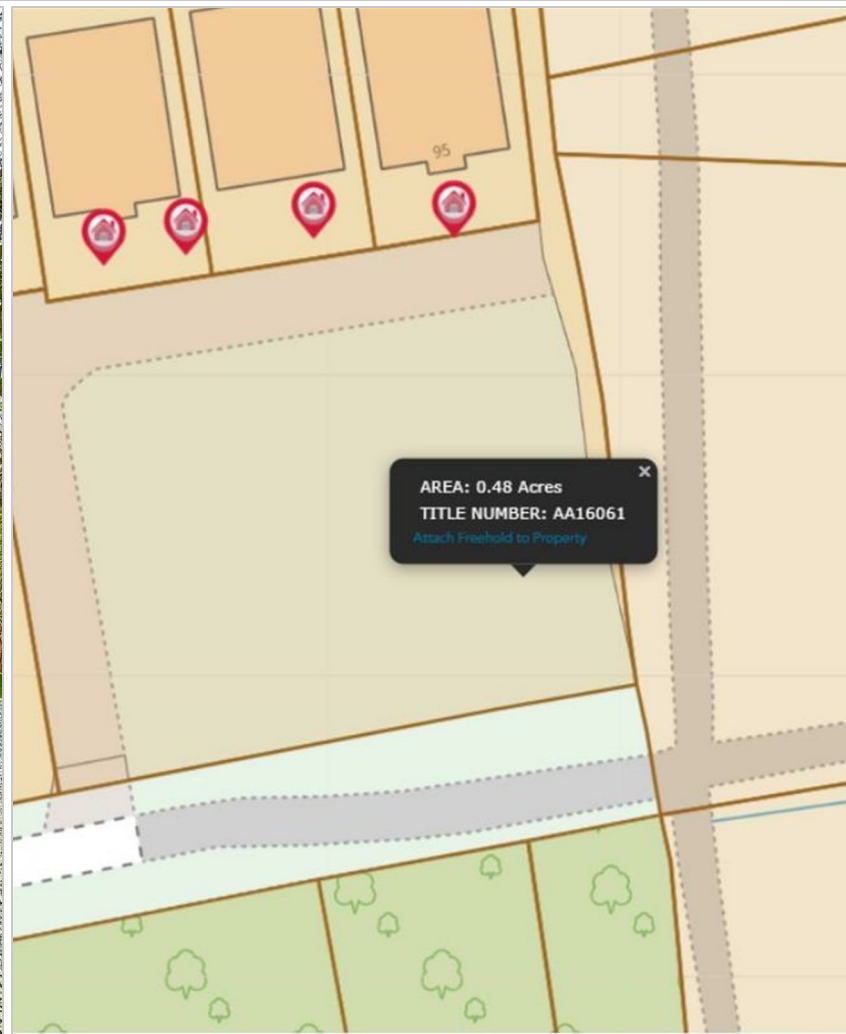 95
AREA: 0.48 Acres
TITLE NUMBER: AA16061
Attach Freehold to Property